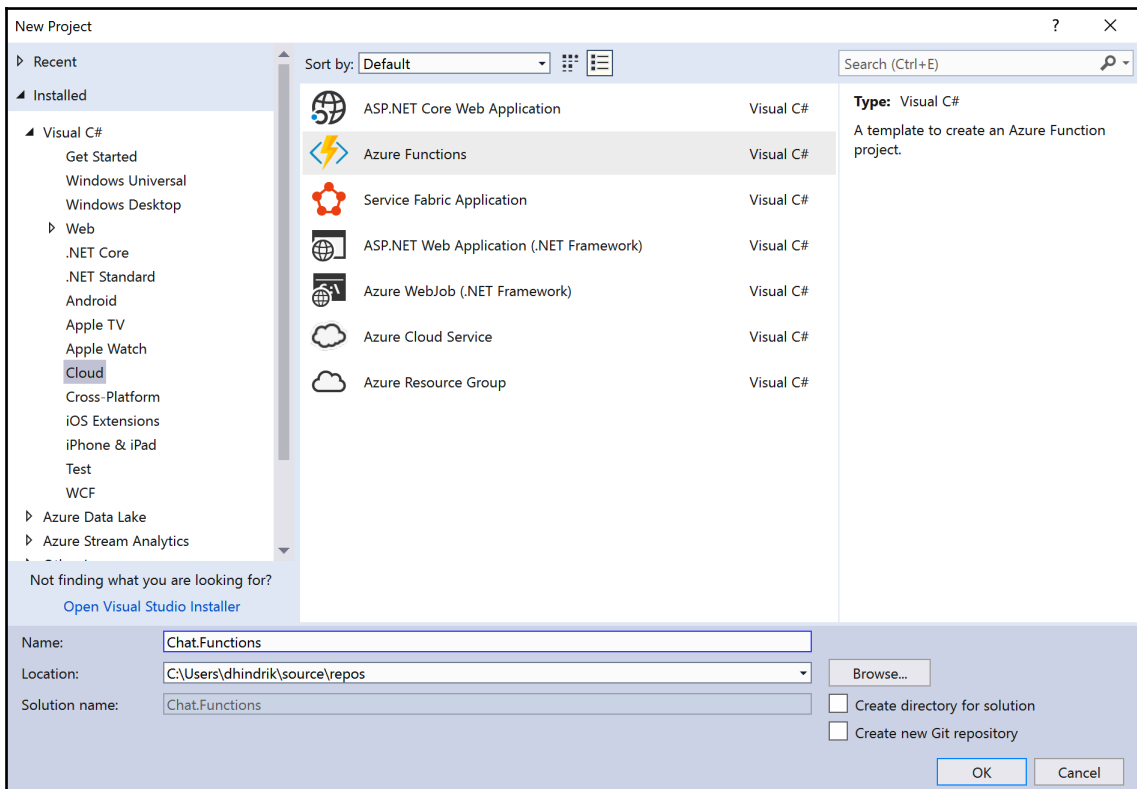 New Project
?
Recent
Installed
Visual C#
Get Started
Windows Universal
Windows Desktop
Web
.NET Core
.NET Standard
Android
Apple TV
Apple Watch
Cloud
Cross-Platform
iOS Extensions
iPhone & iPad
Test
WCF
Azure Data Lake
Azure Stream Analytics
Not finding what you are looking for?
Open Visual Studio Installer
Sort by: Default
ASP.NET Core Web Application Visual C#
Azure Functions Visual C#
Service Fabric Application Visual C#
ASP.NET Web Application (.NET Framework) Visual C#
Azure WebJob (.NET Framework) Visual C#
Azure Cloud Service Visual C#
Azure Resource Group Visual C#
Search (Ctrl+E)
Type: Visual C#
A template to create an Azure Function
project.
Name: Chat.Functions
Location: C:\Users\dhindrik\source\repos Browse...
Solution name: Chat.Functions
Create directory for solution
Create new Git repository
OK Cancel